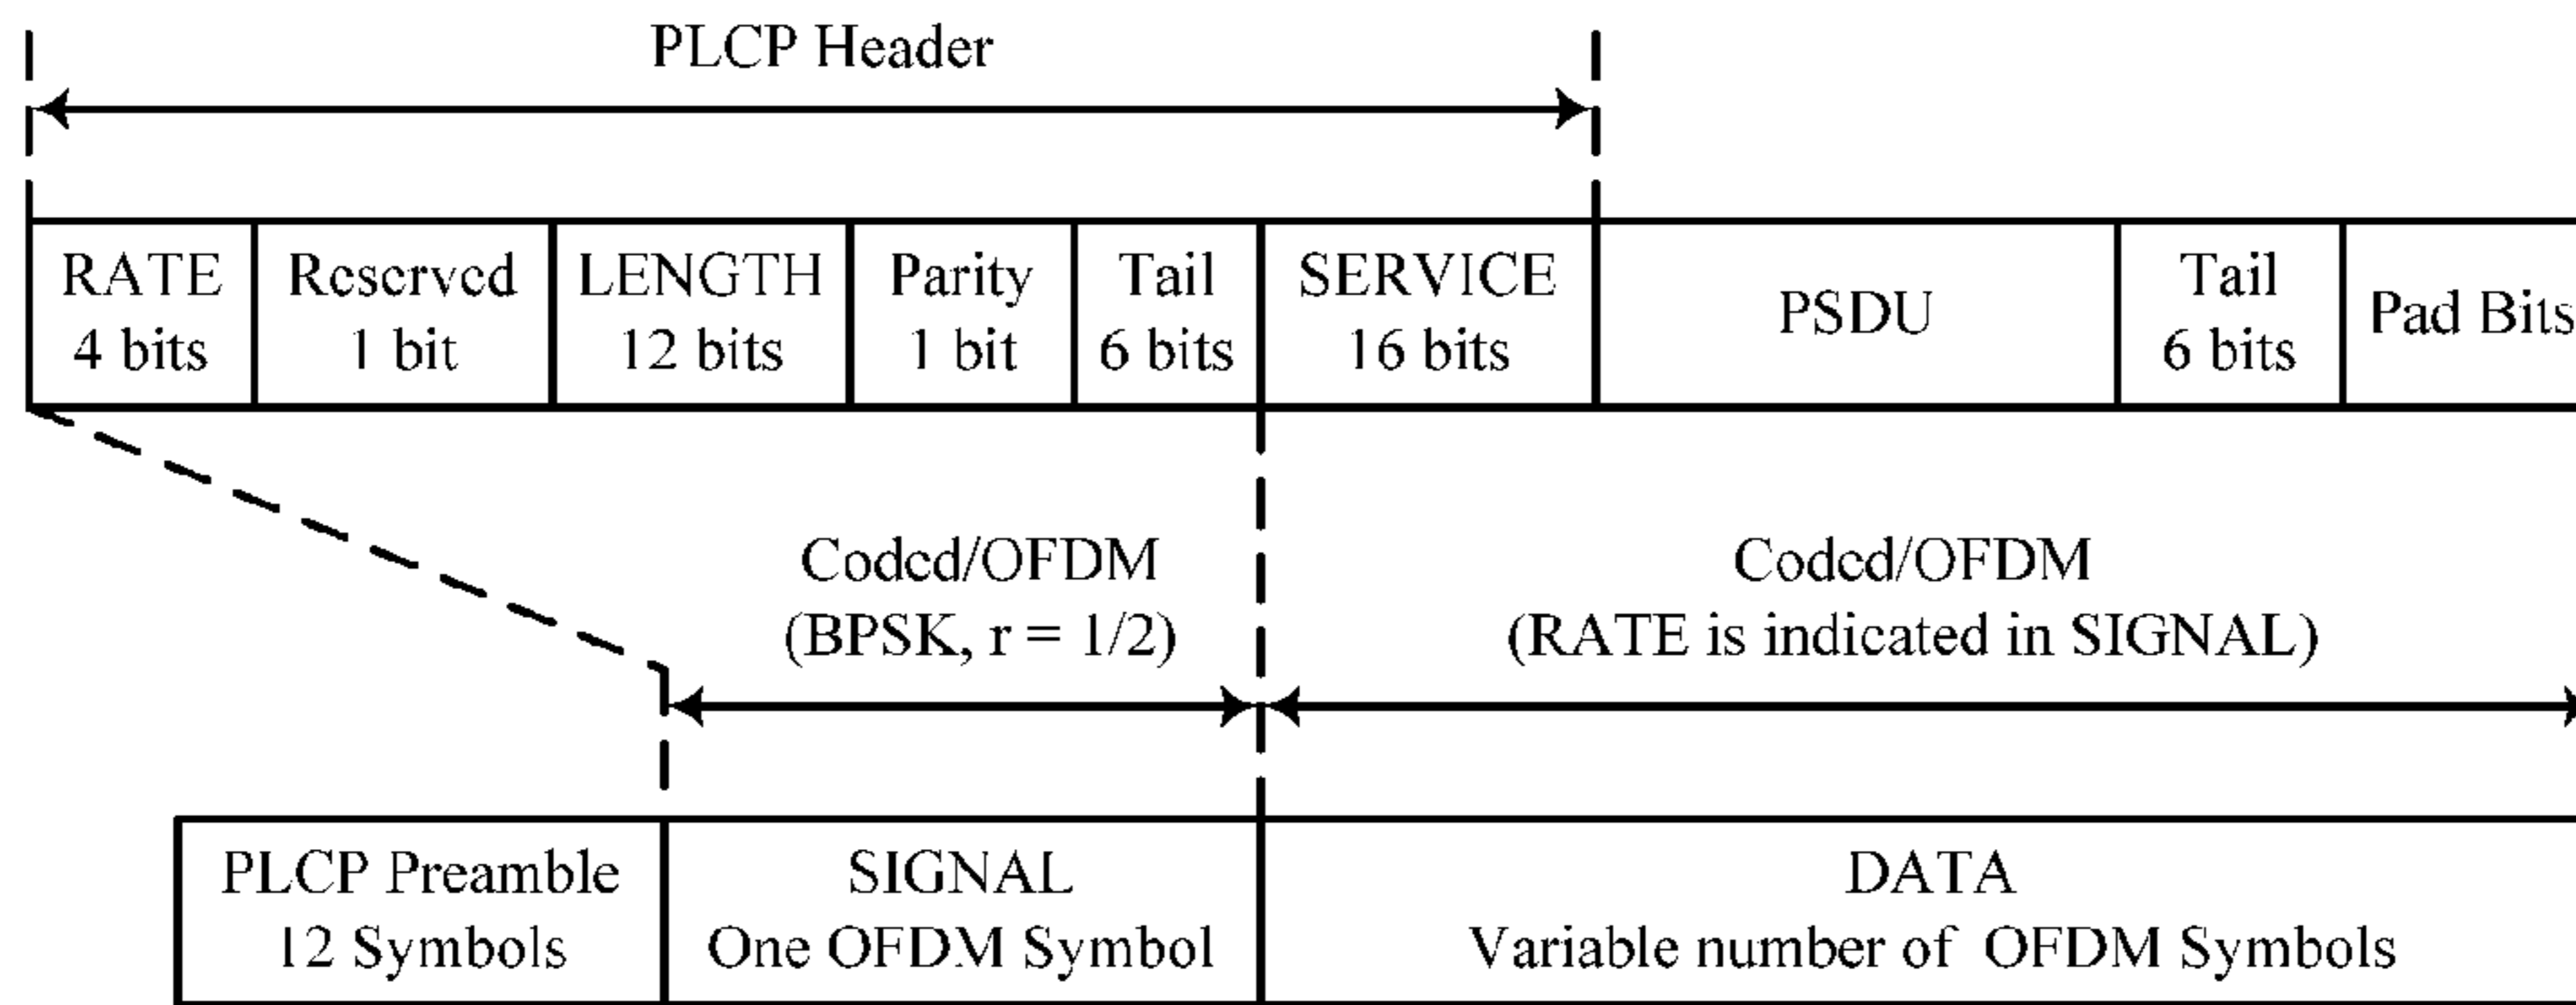 PLCP Header
RATE
4 bits
Reserved
1 bit
LENGTH
12 bits
Parity
1 bit
Tail
6 bits
SERVICE
16 bits
PSDU
Tail
6 bits
Pad Bits
Coded/OFDM
(BPSK, r = 1/2)
Coded/OFDM
(RATE is indicated in SIGNAL)
PLCP Preamble
12 Symbols
SIGNAL
One OFDM Symbol
DATA
Variable number of OFDM Symbols